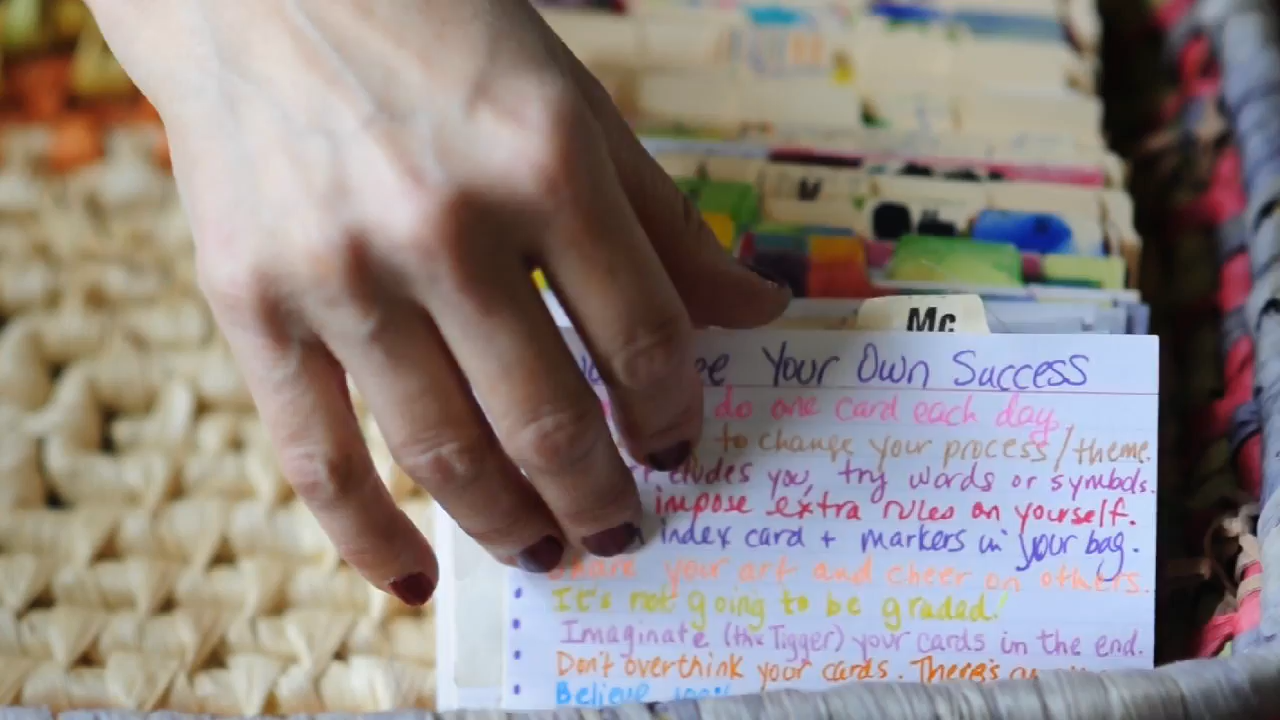 Mc
Your Own Success
do one card each day,
to change your process/theme.
you, try words or symbols.
impose extra rules on yourself.
index card + markers in your bag.
Share your art and cheer on others.
It's not going to be graded!
Imaginate (the Tigger) your cards in the end.
Don't overthink your cards. There's
Believe